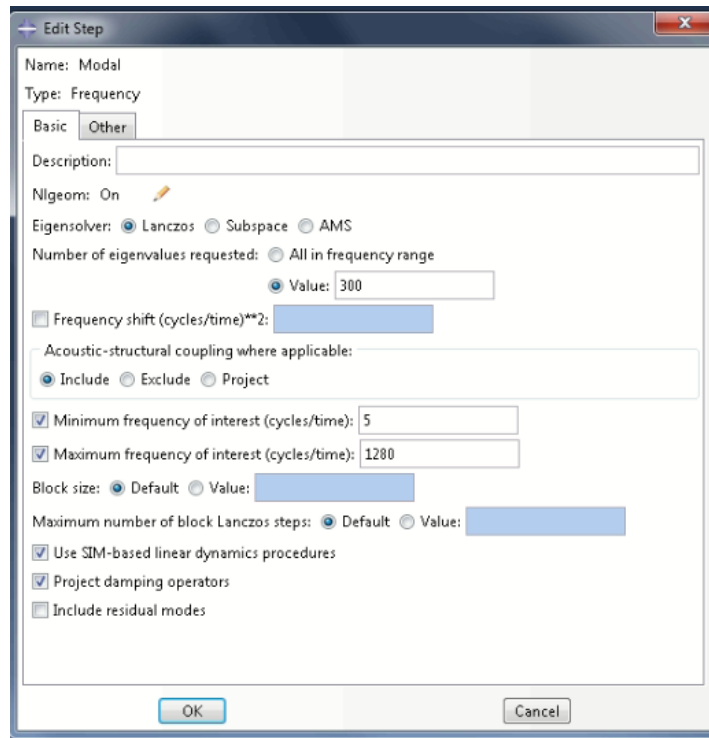 Edit Step
Name: Modal
Type: Frequency
Basic Other
Description:
Nlgeom: On
Eigensolver: Lanczos Subspace AMS
Number of eigenvalues requested: All in frequency range
Value: 300
Frequency shift (cycles/time)**2:
Acoustic-structural coupling where applicable:
Include Exclude Project
Minimum frequency of interest (cycles/time): 5
Maximum frequency of interest (cycles/time): 1280
Block size: Default Value:
Maximum number of block Lanczos steps: Default Value:
Use SIM-based linear dynamics procedures
Project damping operators
Include residual modes
OK Cancel